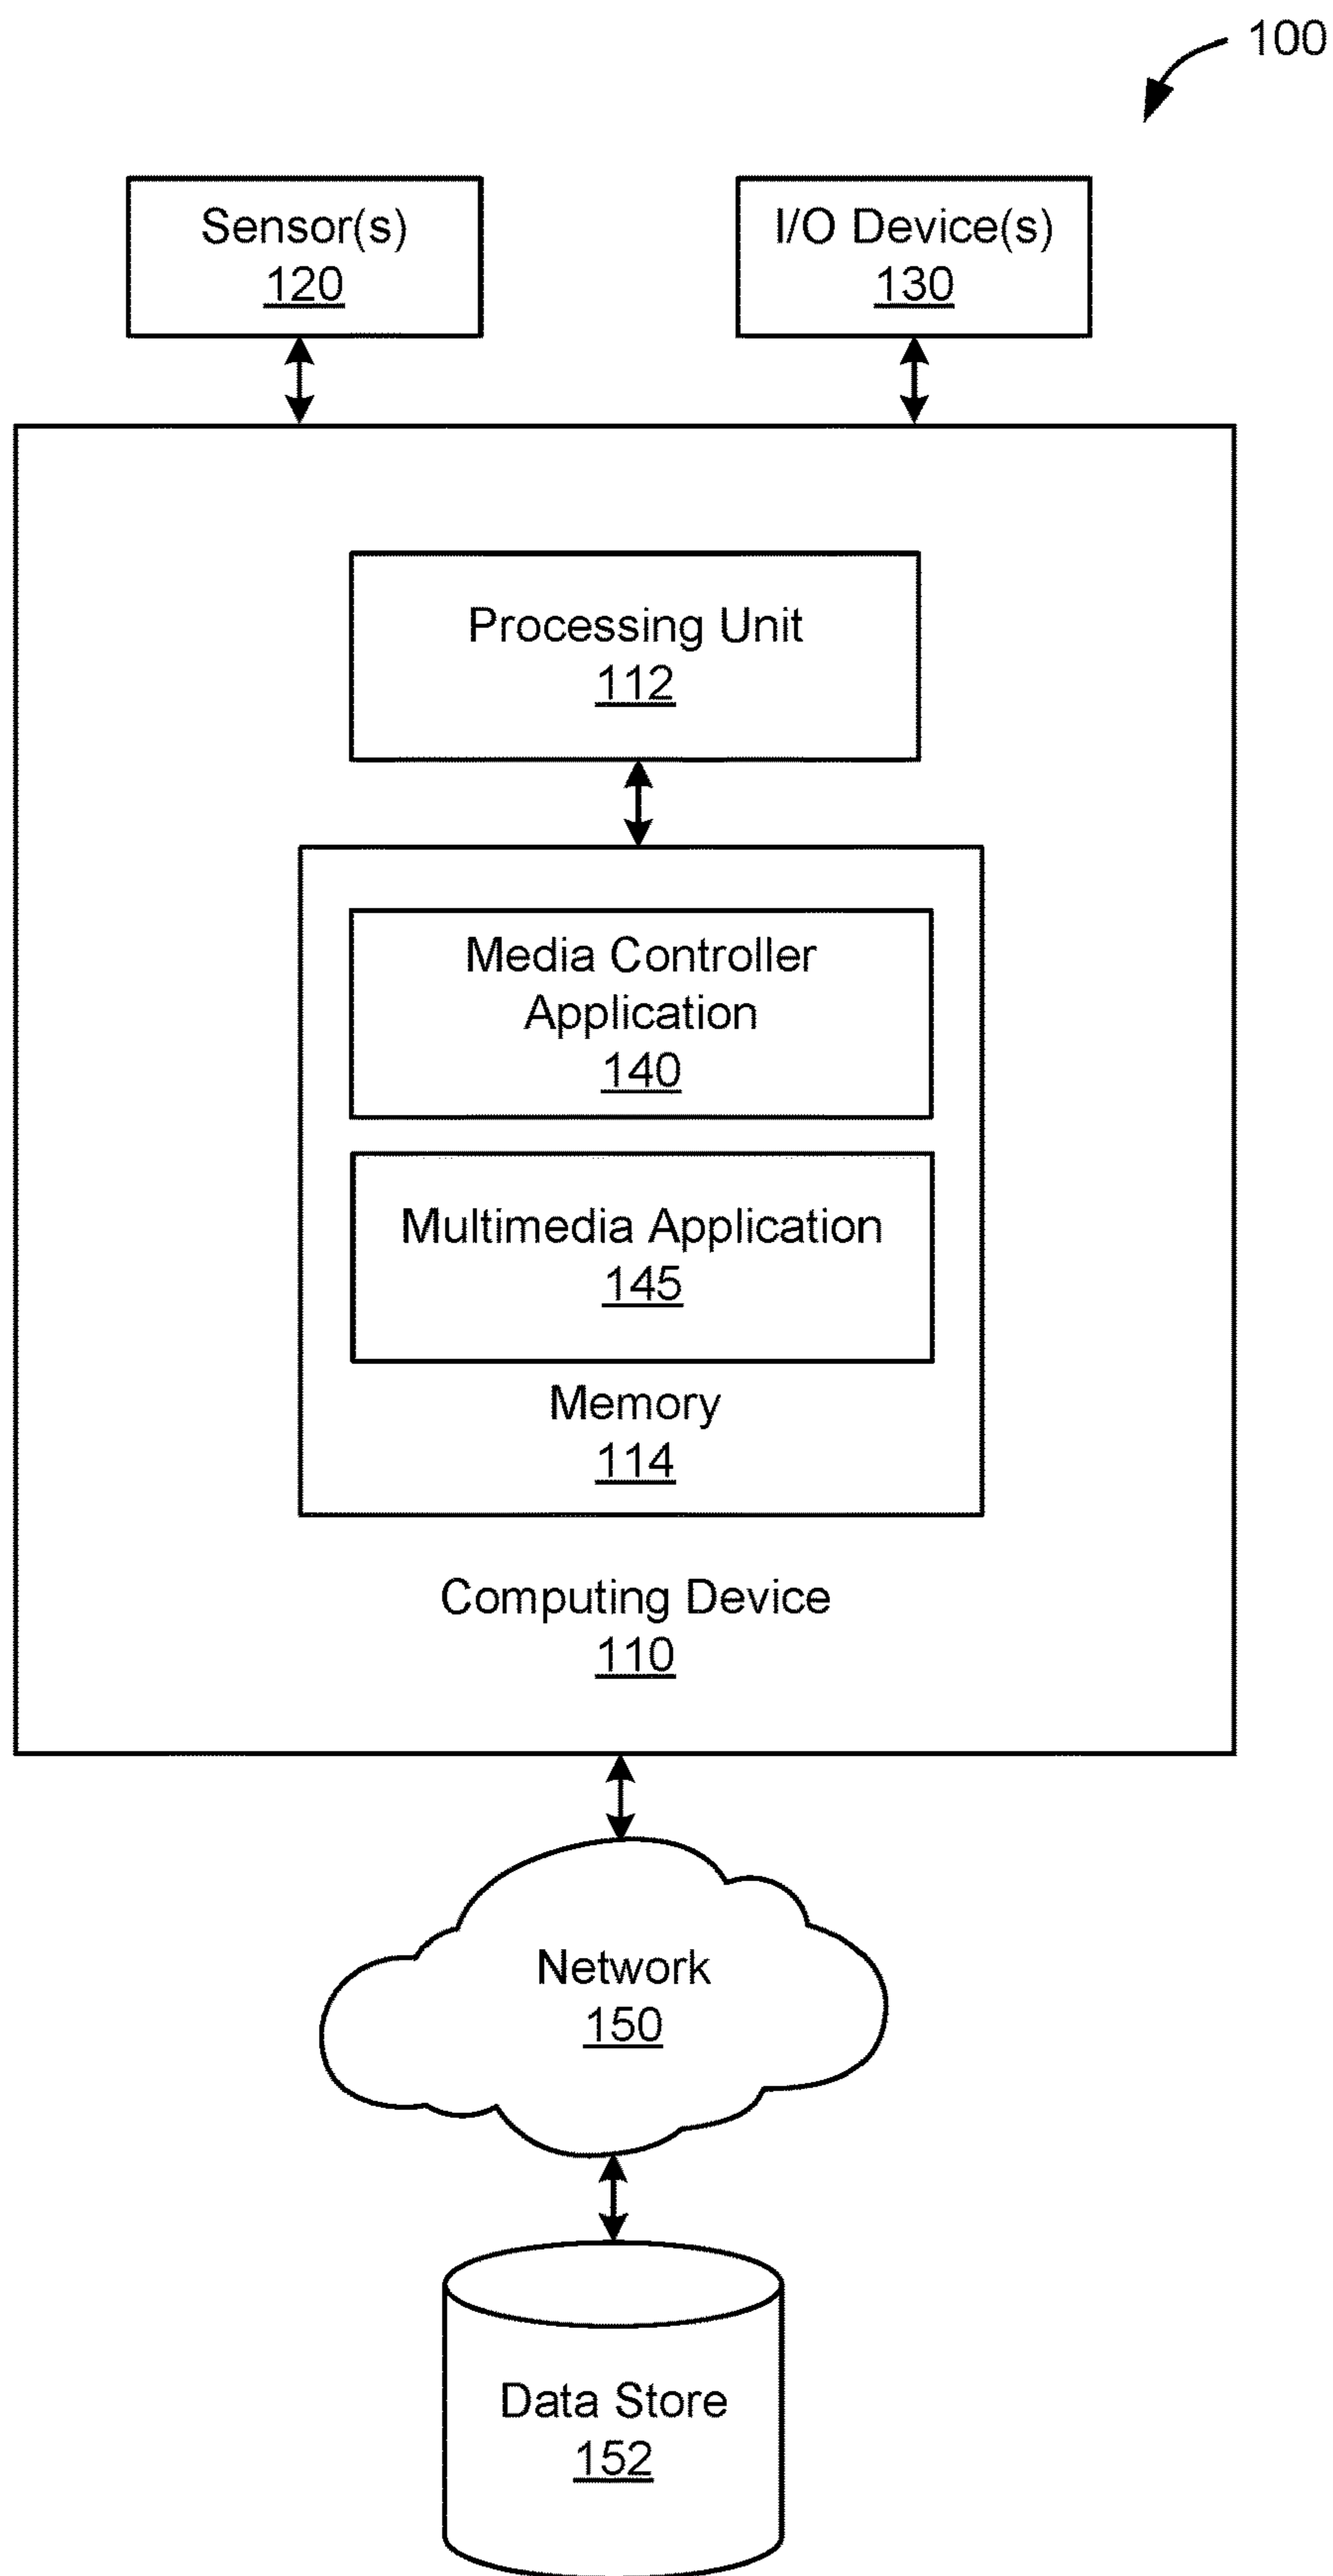 100
Sensor(s)
120
I/O Device(s)
130
Processing Unit
112
Media Controller
Application
140
Multimedia Application
145
Memory
114
Computing Device
110
Network
150
Data Store
152